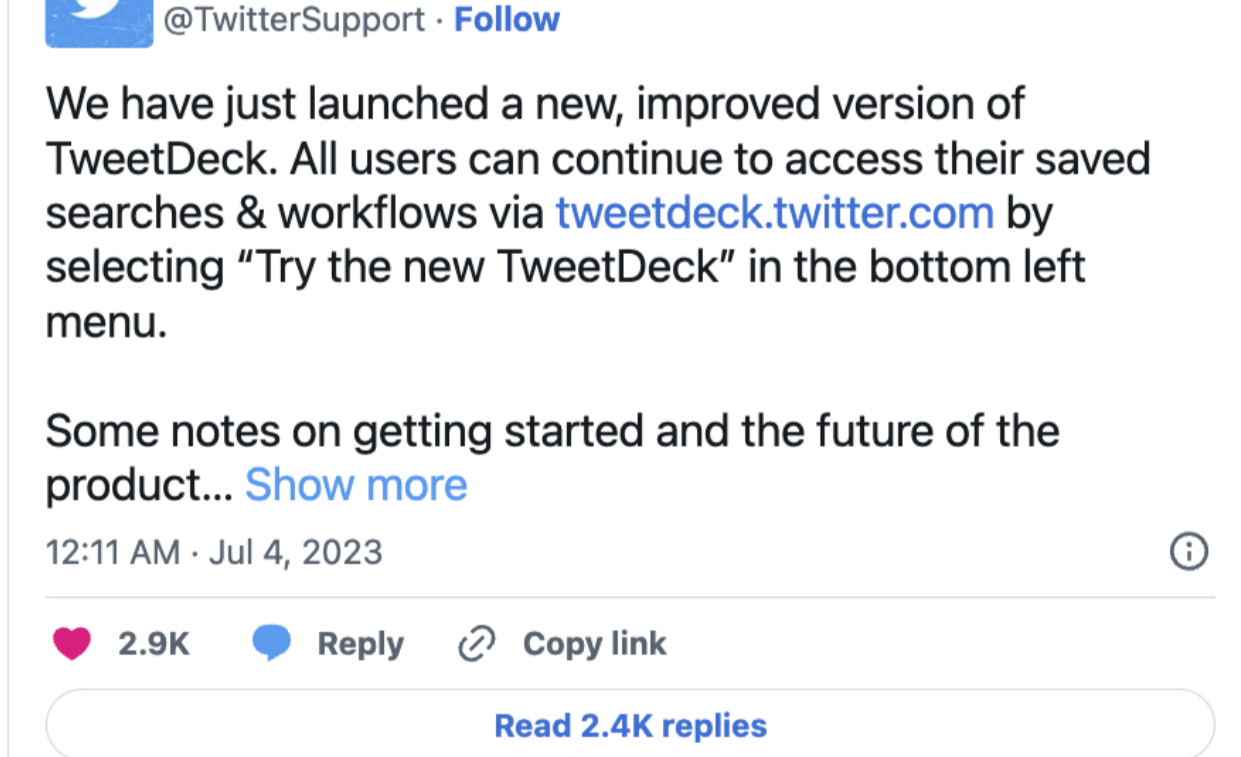 @TwitterSupport · Follow
We have just launched a new, improved version of
TweetDeck. All users can continue to access their saved
searches & workflows via tweetdeck.twitter.com by
selecting “Try the new TweetDeck” in the bottom left
menu.
Some notes on getting started and the future of the
product... Show more
12:11 AM · Jul 4, 2023
2.9K Reply Copy link
Read 2.4K replies